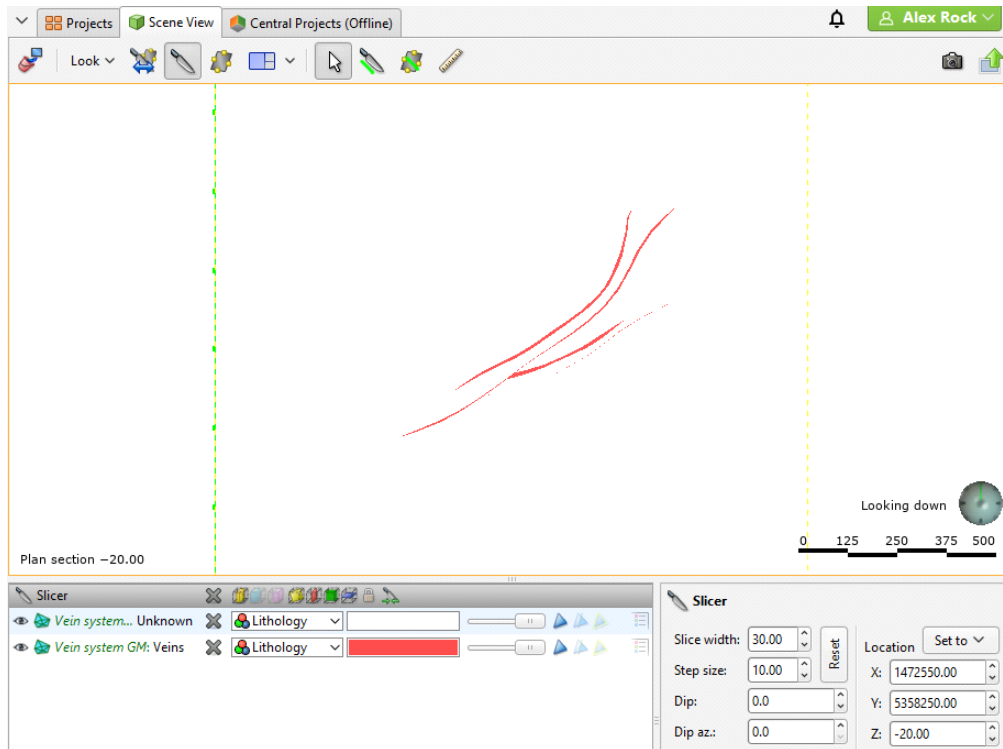 Projects Scene View Central Projects (Offline) Alex Rock
Look
Looking down
0 125 250 375 500
Plan section −20.00
Slicer
Vein system... Unknown Lithology
Vein system GM: Veins Lithology
Slicer
Slice width: 30.00 Reset Location Set to
Step size: 10.00 X: 1472550.00
Dip: 0.0 Y: 5358250.00
Dip az.: 0.0 Z: -20.00